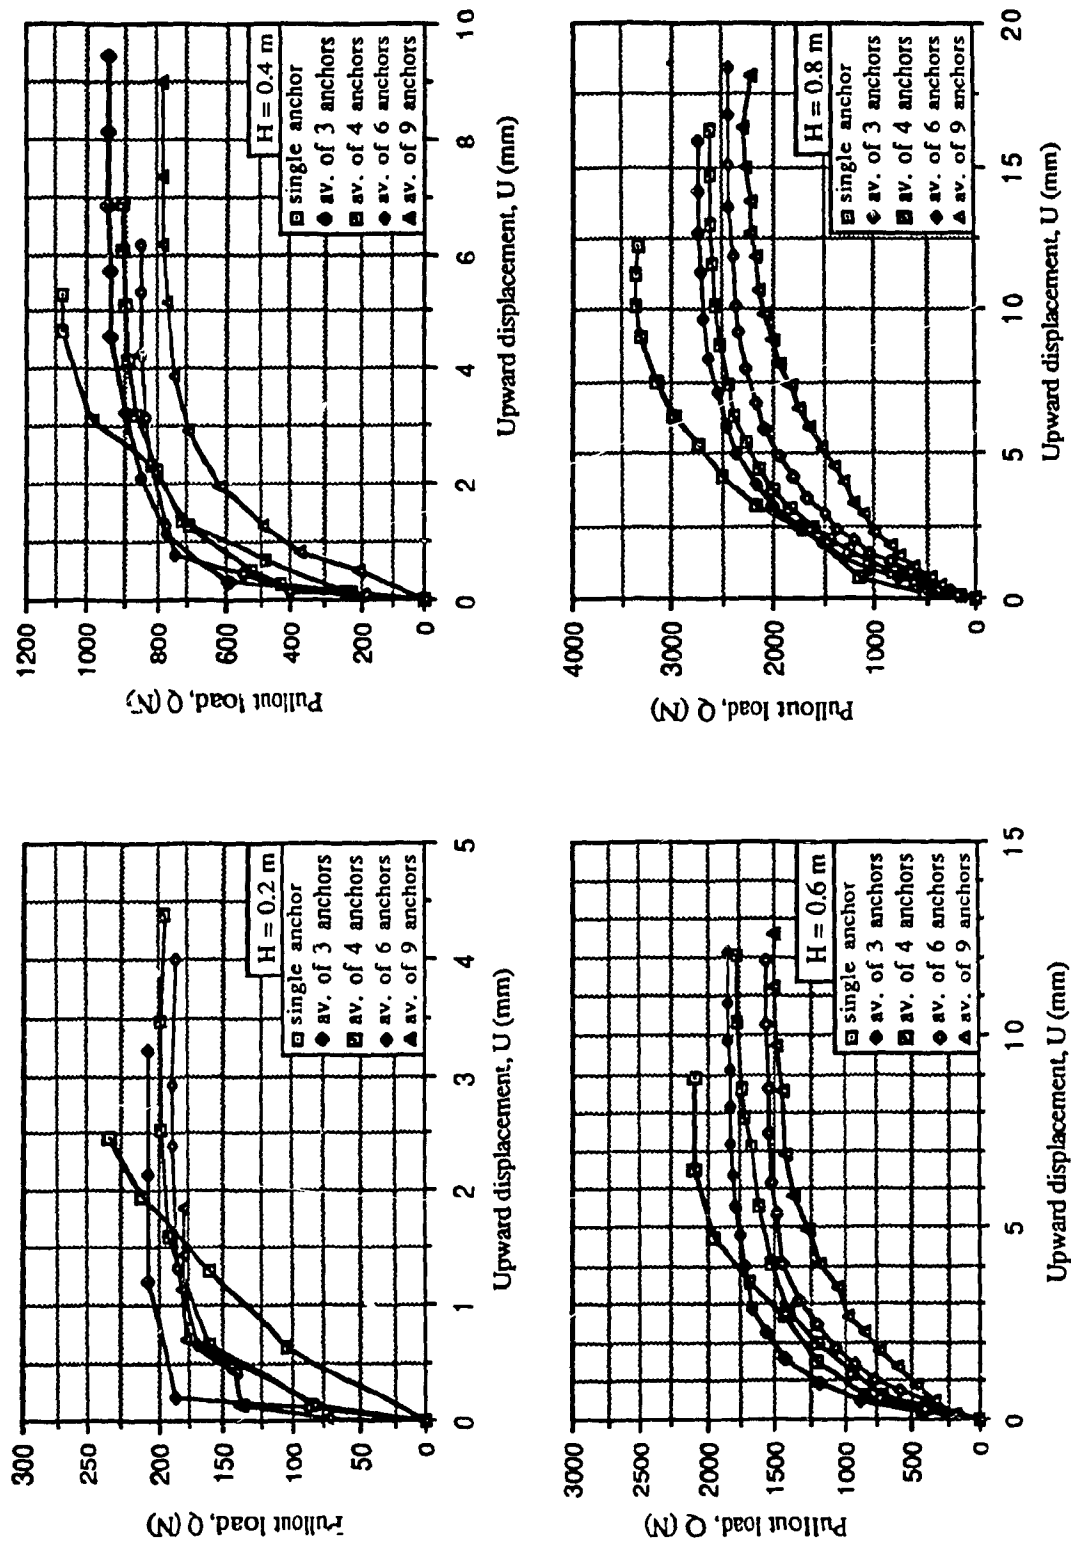 300
250
200
150
100
50
0
Pullout load, Q (N)
H = 0.2 m
single anchor
av. of 3 anchors
av. of 4 anchors
av. of 6 anchors
av. of 9 anchors
0 1 2 3 4 5
Upward displacement, U (mm)
1200
1000
800
600
400
200
0
Pullout load, Q (N)
H = 0.4 m
single anchor
av. of 3 anchors
av. of 4 anchors
av. of 6 anchors
av. of 9 anchors
0 2 4 6 8 10
Upward displacement, U (mm)
3000
2500
2000
1500
1000
500
0
Pullout load, Q (N)
H = 0.6 m
single anchor
av. of 3 anchors
av. of 4 anchors
av. of 6 anchors
av. of 9 anchors
0 5 10 15
Upward displacement, U (mm)
4000
3000
2000
1000
0
Pullout load, Q (N)
H = 0.8 m
single anchor
av. of 3 anchors
av. of 4 anchors
av. of 6 anchors
av. of 9 anchors
0 5 10 15 20
Upward displacement, U (mm)